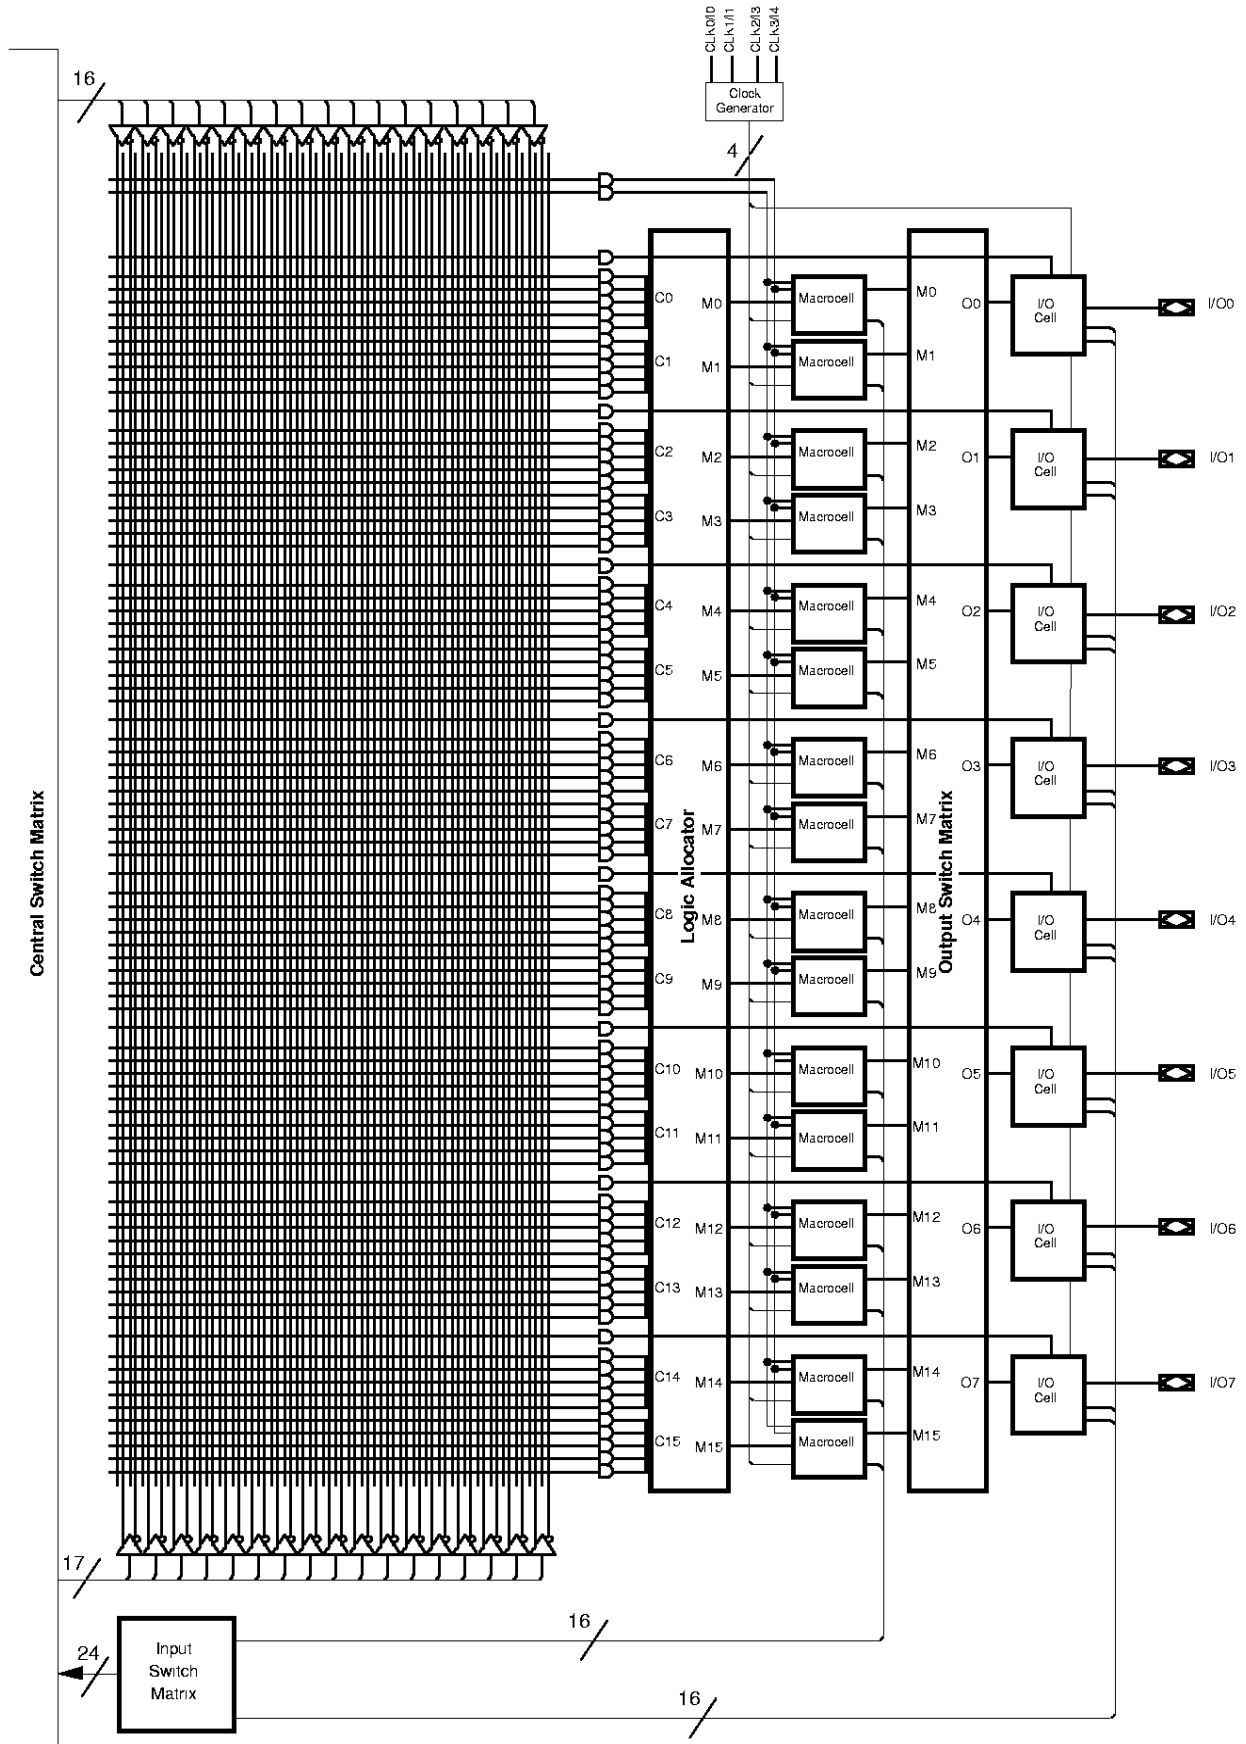 CLK0/I0
CLK1/I1
CLK2/I3
CLK3/I4
16
Clock
Generator
4
C0 M0 Macrocell M0 O0 I/O Cell I/O0
C1 M1 Macrocell M1
C2 M2 Macrocell M2 O1 I/O Cell I/O1
C3 M3 Macrocell M3
C4 M4 Macrocell M4 O2 I/O Cell I/O2
C5 M5 Macrocell M5
C6 M6 Macrocell M6 O3 I/O Cell I/O3
C7 M7 Macrocell M7
Central Switch Matrix
Logic Allocator
Output Switch Matrix
C8 M8 Macrocell M8 O4 I/O Cell I/O4
C9 M9 Macrocell M9
C10 M10 Macrocell M10 O5 I/O Cell I/O5
C11 M11 Macrocell M11
C12 M12 Macrocell M12 O6 I/O Cell I/O6
C13 M13 Macrocell M13
C14 M14 Macrocell M14 O7 I/O Cell I/O7
C15 M15 Macrocell M15
17
16
24
Input
Switch
Matrix
16